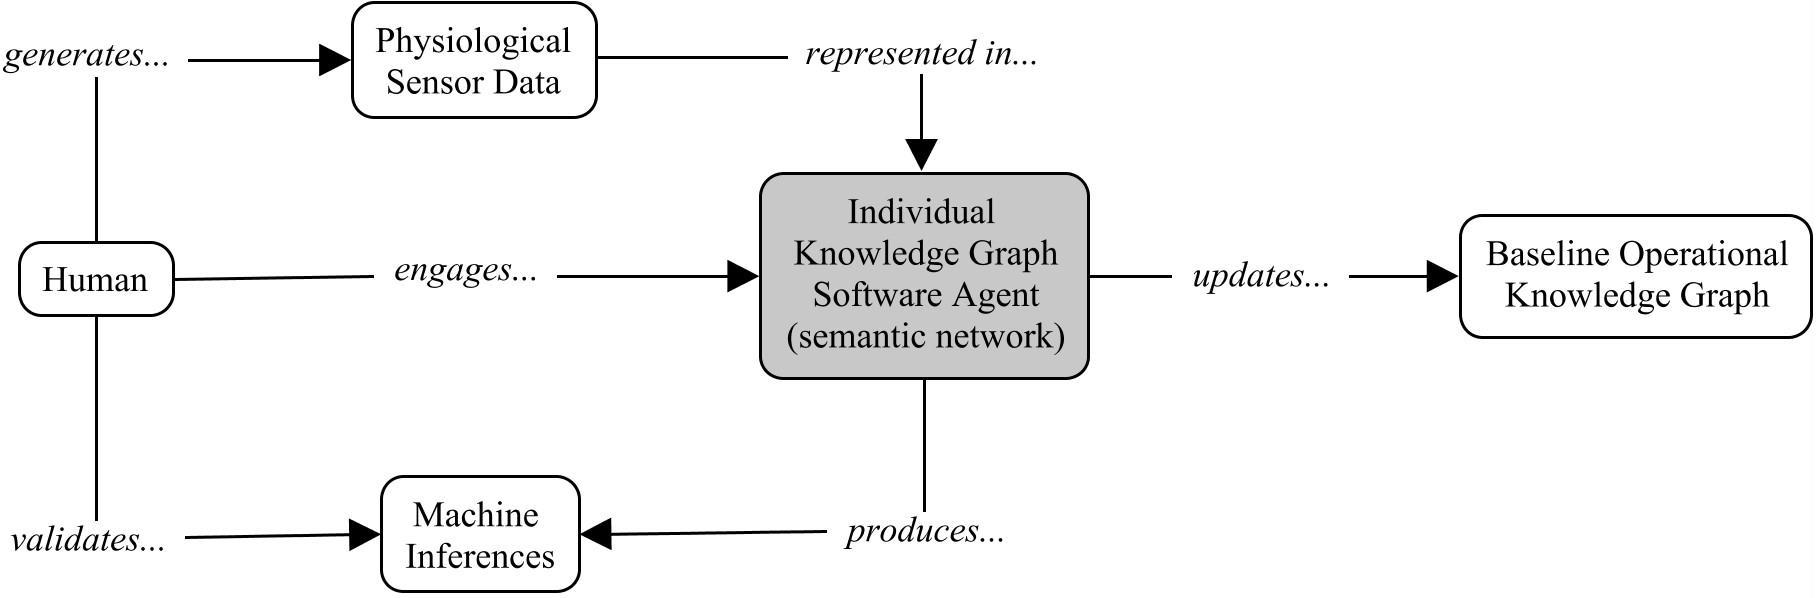 generates...
Physiological
Sensor Data
represented in...
Human
engages...
Individual
Knowledge Graph
Software Agent
(semantic network)
updates...
Baseline Operational
Knowledge Graph
validates...
Machine
Inferences
produces...